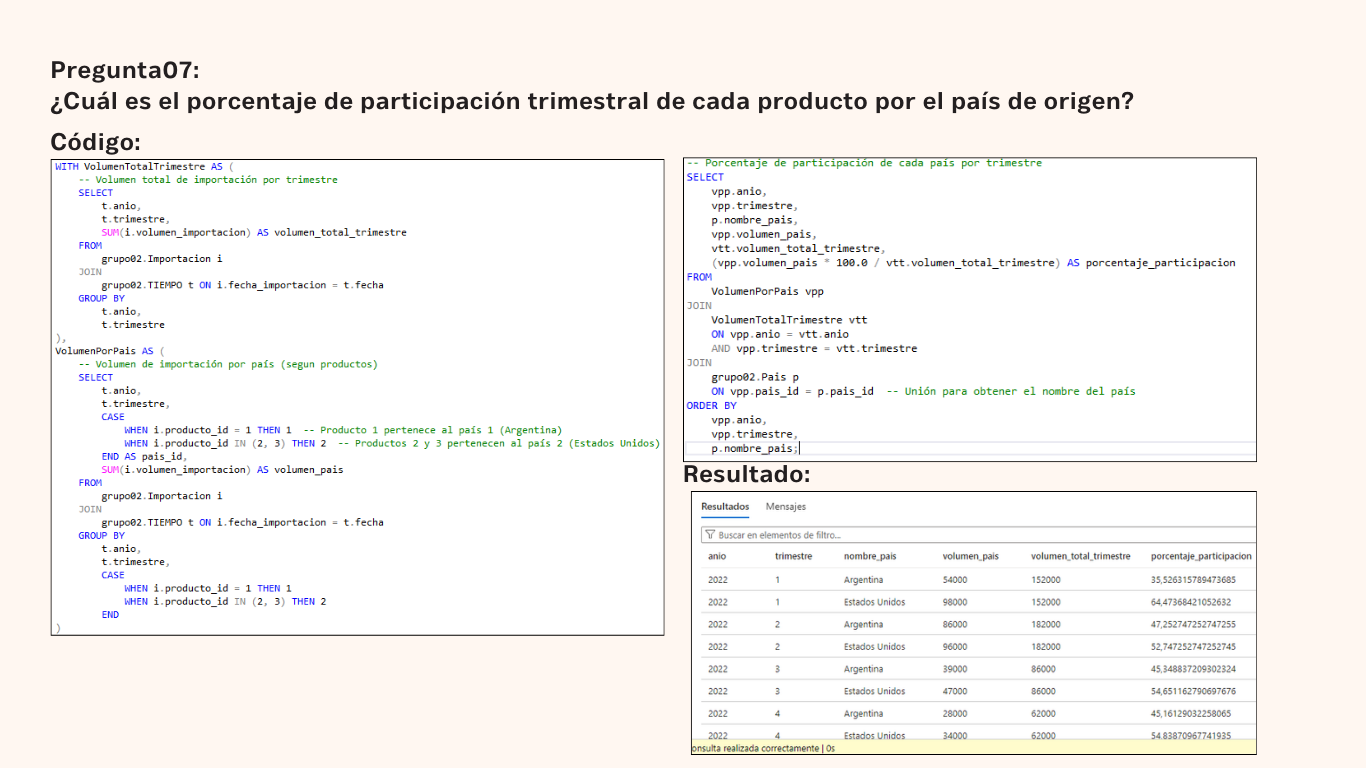 Pregunta07:
¿Cuál es el porcentaje de participación trimestral de cada producto por el país de origen?
Código:
WITH VolumenTotalTrimestre AS (
-- Volumen total de importación por trimestre
SELECT
t.anio,
t.trimestre,
SUM(i.volumen_importacion) AS volumen_total_trimestre
FROM
grupo02.Importacion i
JOIN
grupo02.TIEMPO t ON i.fecha_importacion = t.fecha
GROUP BY
t.anio,
t.trimestre
),
VolumenPorPais AS (
-- Volumen de importación por país (segun productos)
SELECT
t.anio,
t.trimestre,
CASE
WHEN i.producto_id = 1 THEN 1 -- Producto 1 pertenece al país 1 (Argentina)
WHEN i.producto_id IN (2, 3) THEN 2 -- Productos 2 y 3 pertenecen al país 2 (Estados Unidos)
END AS pais_id,
SUM(i.volumen_importacion) AS volumen_pais
FROM
grupo02.Importacion i
JOIN
grupo02.TIEMPO t ON i.fecha_importacion = t.fecha
GROUP BY
t.anio,
t.trimestre,
CASE
WHEN i.producto_id = 1 THEN 1
WHEN i.producto_id IN (2, 3) THEN 2
END
)
-- Porcentaje de participación de cada país por trimestre
SELECT
vpp.anio,
vpp.trimestre,
p.nombre_pais,
vpp.volumen_pais,
vtt.volumen_total_trimestre,
(vpp.volumen_pais * 100.0 / vtt.volumen_total_trimestre) AS porcentaje_participacion
FROM
VolumenPorPais vpp
JOIN
VolumenTotalTrimestre vtt
ON vpp.anio = vtt.anio
AND vpp.trimestre = vtt.trimestre
JOIN
grupo02.Pais p
ON vpp.pais_id = p.pais_id -- Unión para obtener el nombre del país
ORDER BY
vpp.anio,
vpp.trimestre,
p.nombre_pais;
Resultado:
Resultados Mensajes
Buscar en elementos de filtro...
anio trimestre nombre_pais volumen_pais volumen_total_trimestre porcentaje_participacion
2022 1 Argentina 54000 152000 35,526315789473685
2022 1 Estados Unidos 98000 152000 64,47368421052632
2022 2 Argentina 86000 182000 47,252747252747255
2022 2 Estados Unidos 96000 182000 52,747252747252745
2022 3 Argentina 39000 86000 45,348837209302324
2022 3 Estados Unidos 47000 86000 54,651162790697676
2022 4 Argentina 28000 62000 45,16129032258065
2022 4 Estados Unidos 34000 62000 54,83870967741935
onsulta realizada correctamente | 0s